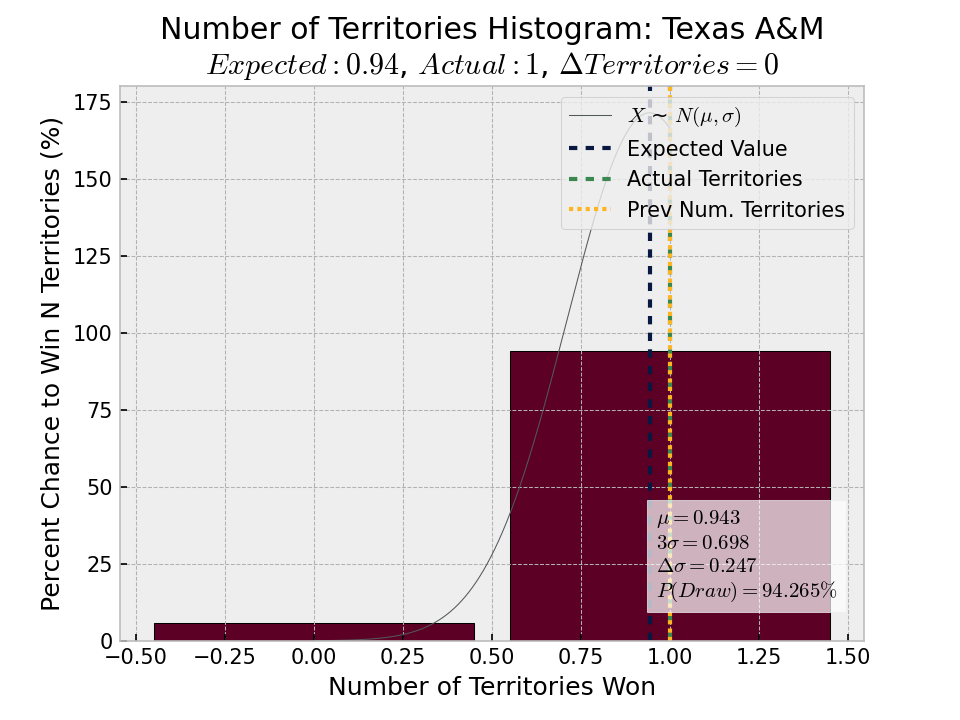 Number of Territories Histogram: Texas A&M
Expected : 0.94, Actual : 1, ΔTerritories = 0
Percent Chance to Win N Territories (%)
175
150
125
100
75
50
25
0
X ∼ N(μ, σ)
Expected Value
Actual Territories
Prev Num. Territories
μ = 0.943
3σ = 0.698
Δσ = 0.247
P(Draw) = 94.265%
−0.50 −0.25 0.00 0.25 0.50 0.75 1.00 1.25 1.50
Number of Territories Won